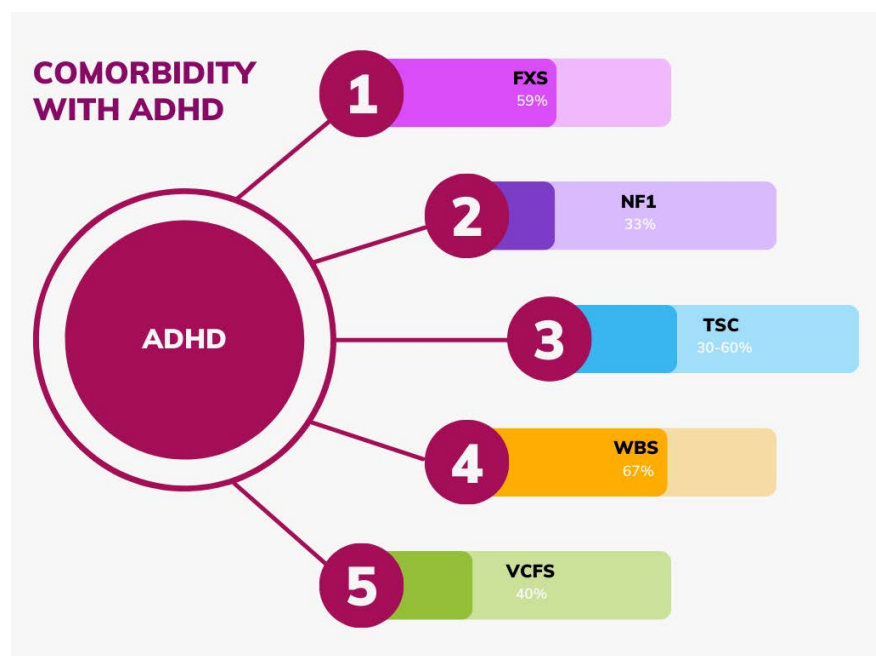 COMORBIDITY
WITH ADHD
1
FXS
59%
2
NF1
33%
ADHD
3
TSC
30-60%
4
WBS
67%
5
VCFS
40%